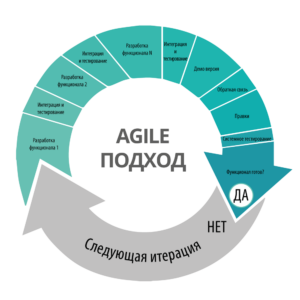 Разработка
функционала 1
Интеграция и
тестирование
Разработка
функционала 2
Интеграция
и тестирование
Разработка
функционала N
Интеграция
и
тестирование
Демо версии
Обратная связь
Правки
Системное тестирование
Функционал готов?
ДА
НЕТ
Следующая итерация
AGILE
ПОДХОД